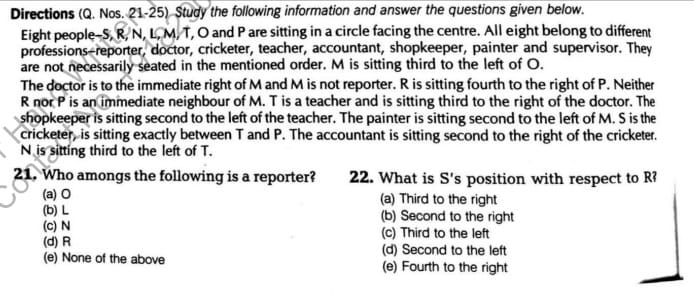 Directions (Q. Nos. 21-25) Study the following information and answer the questions given below.
Eight people–S, R, N, L, M, T, O and P are sitting in a circle facing the centre. All eight belong to different
professions–reporter, doctor, cricketer, teacher, accountant, shopkeeper, painter and supervisor. They
are not necessarily seated in the mentioned order. M is sitting third to the left of O.
The doctor is to the immediate right of M and M is not reporter. R is sitting fourth to the right of P. Neither
R nor P is an immediate neighbour of M. T is a teacher and is sitting third to the right of the doctor. The
shopkeeper is sitting second to the left of the teacher. The painter is sitting second to the left of M. S is the
cricketer, is sitting exactly between T and P. The accountant is sitting second to the right of the cricketer.
N is sitting third to the left of T.
21. Who amongs the following is a reporter?
(a) O
(b) L
(c) N
(d) R
(e) None of the above
22. What is S's position with respect to R?
(a) Third to the right
(b) Second to the right
(c) Third to the left
(d) Second to the left
(e) Fourth to the right